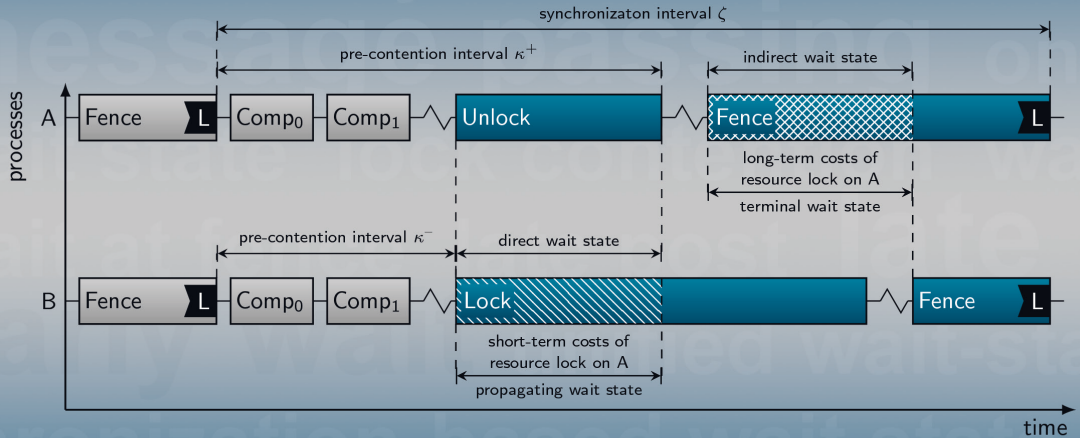 synchronizaton interval ζ
pre-contention interval κ⁺
indirect wait state
processes
A
Fence
L
Comp₀
Comp₁
Unlock
Fence
L
long-term costs of
resource lock on A
terminal wait state
pre-contention interval κ⁻
direct wait state
B
Fence
L
Comp₀
Comp₁
Lock
Fence
L
short-term costs of
resource lock on A
propagating wait state
time